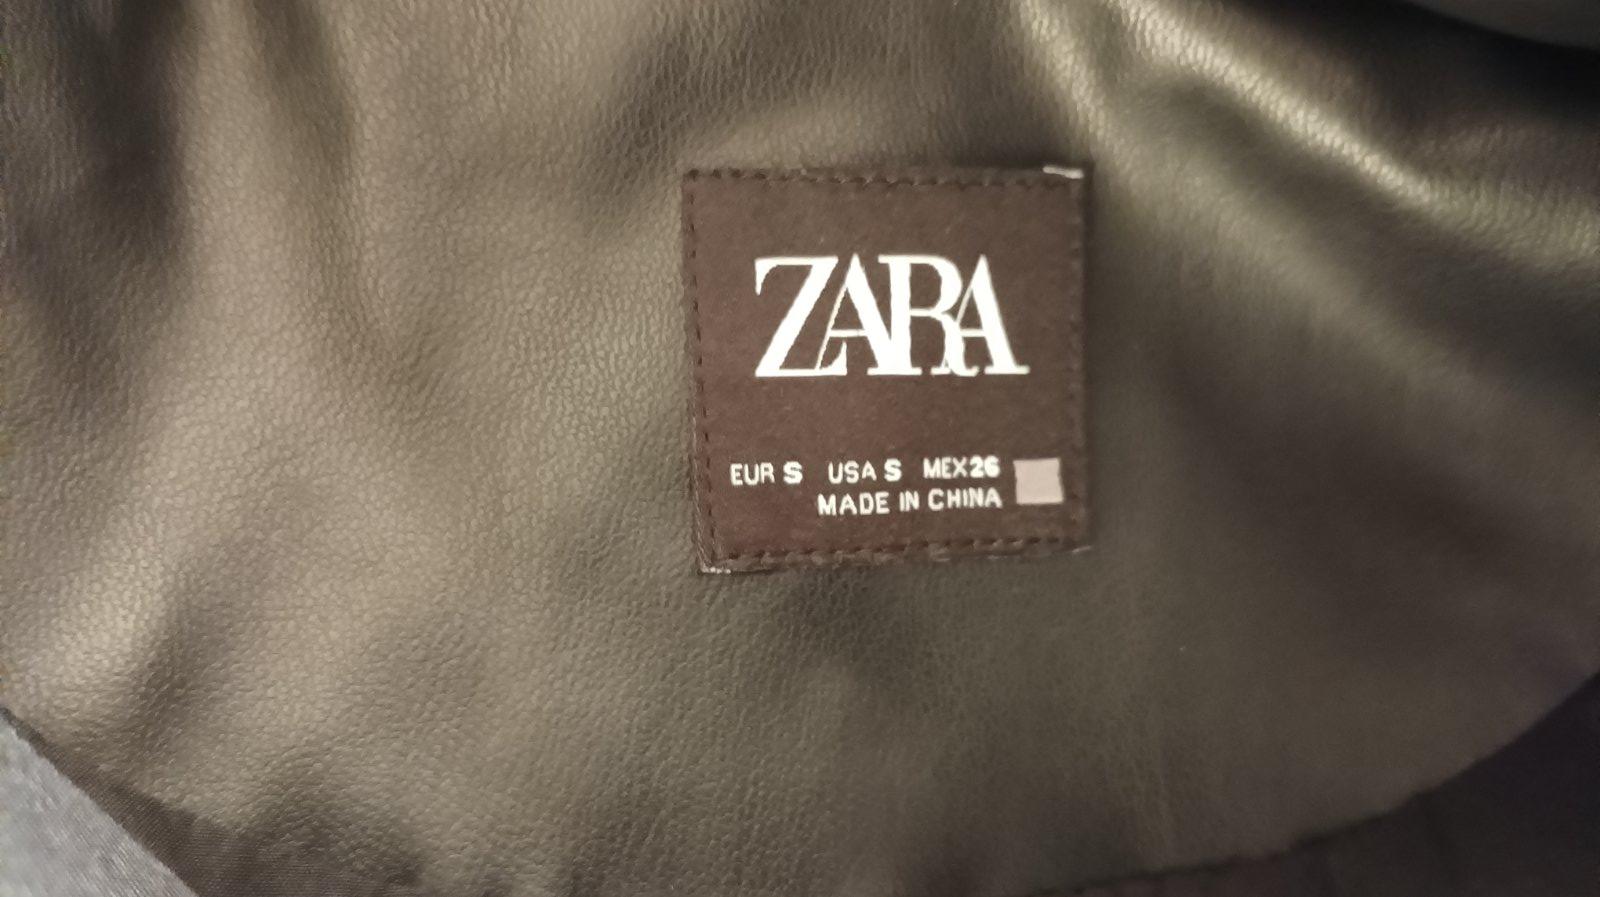 ZARA
EUR S USA S MEX 26
MADE IN CHINA